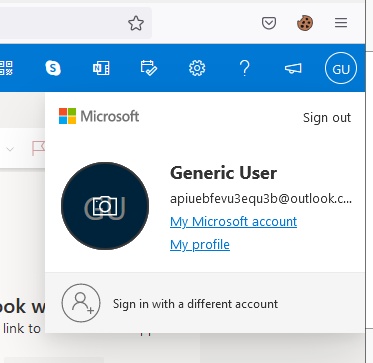 GU
Microsoft
Sign out
GU
Generic User
apiuebfevu3equ3b@outlook.c...
My Microsoft account
My profile
Sign in with a different account
ook w
link to
p